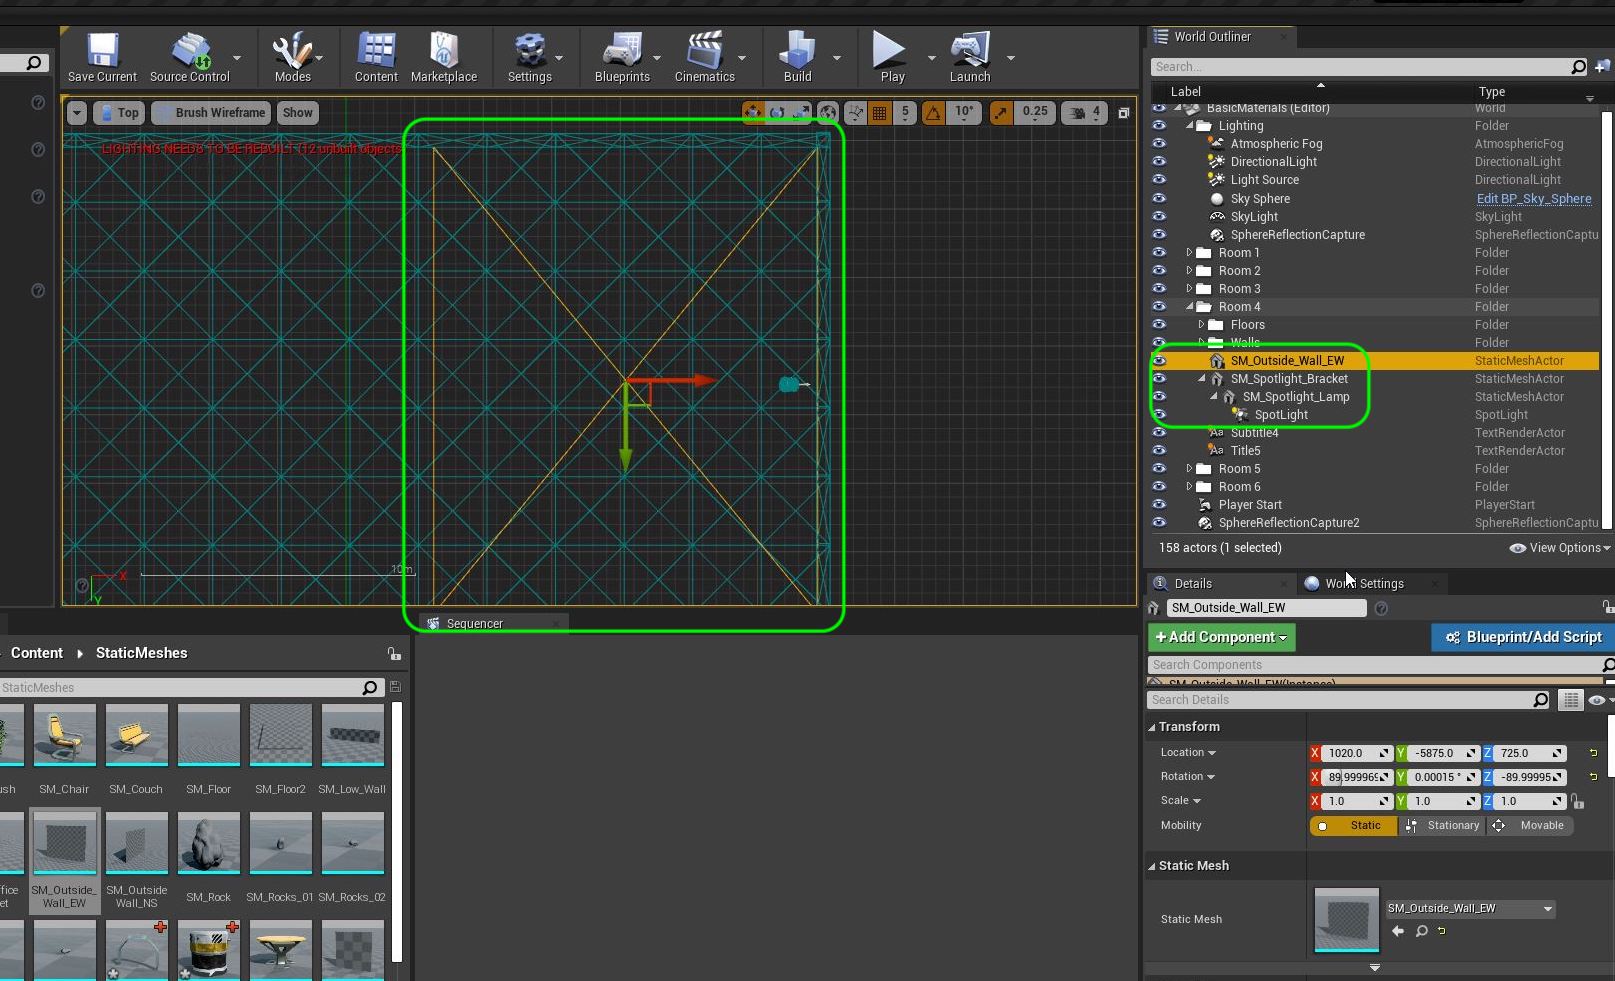 Save Current
Source Control
Modes
Content
Marketplace
Settings
Blueprints
Cinematics
Build
Play
Launch
Top
Brush Wireframe
Show
5
10°
0.25
4
LIGHTING NEEDS TO BE REBUILT (12 unbuilt objects
10m
X
Y
World Outliner
Search...
Label
Type
BasicMaterials (Editor)
World
Lighting
Folder
Atmospheric Fog
AtmosphericFog
DirectionalLight
DirectionalLight
Light Source
DirectionalLight
Sky Sphere
Edit BP_Sky_Sphere
SkyLight
SkyLight
SphereReflectionCapture
SphereReflectionCaptu
Room 1
Folder
Room 2
Folder
Room 3
Folder
Room 4
Folder
Floors
Folder
Walls
Folder
SM_Outside_Wall_EW
StaticMeshActor
SM_Spotlight_Bracket
StaticMeshActor
SM_Spotlight_Lamp
StaticMeshActor
SpotLight
SpotLight
Subtitle4
TextRenderActor
Title5
TextRenderActor
Room 5
Folder
Room 6
Folder
Player Start
PlayerStart
SphereReflectionCapture2
SphereReflectionCaptu
158 actors (1 selected)
View Options
Details
World Settings
SM_Outside_Wall_EW
+Add Component
Blueprint/Add Script
Search Components
SM_Outside_Wall_EW(Instance)
Search Details
Transform
Location
X 1020.0
Y -5875.0
Z 725.0
Rotation
X 89.999969
Y 0.00015 °
Z -89.99995
Scale
X 1.0
Y 1.0
Z 1.0
Mobility
Static
Stationary
Movable
Static Mesh
Static Mesh
SM_Outside_Wall_EW
Sequencer
Content
StaticMeshes
StaticMeshes
ush
SM_Chair
SM_Couch
SM_Floor
SM_Floor2
SM_Low_Wall
ffice
et
SM_Outside_
Wall_EW
SM_Outside
Wall_NS
SM_Rock
SM_Rocks_01
SM_Rocks_02